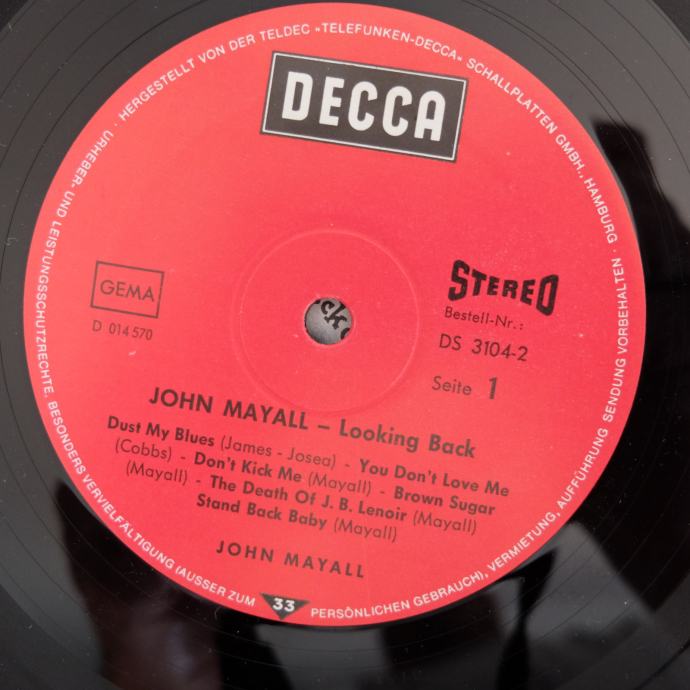 URHEBER- UND LEISTUNGSSCHUTZRECHTE. · HERGESTELLT VON DER TELDEC »TELEFUNKEN-DECCA« SCHALLPLATTEN GMBH., HAMBURG ·
DECCA
GEMA
D 014570
ck
STEREO
Bestell-Nr.:
DS 3104-2
Seite 1
JOHN MAYALL – Looking Back
Dust My Blues (James - Josea) - You Don't Love Me
(Cobbs) - Don't Kick Me (Mayall) - Brown Sugar
(Mayall) - The Death Of J. B. Lenoir (Mayall)
Stand Back Baby (Mayall)
JOHN MAYALL
BESONDERS VERVIELFÄLTIGUNG (AUSSER ZUM
33
PERSÖNLICHEN GEBRAUCH), VERMIETUNG, AUFFÜHRUNG SENDUNG VORBEHALTEN ·